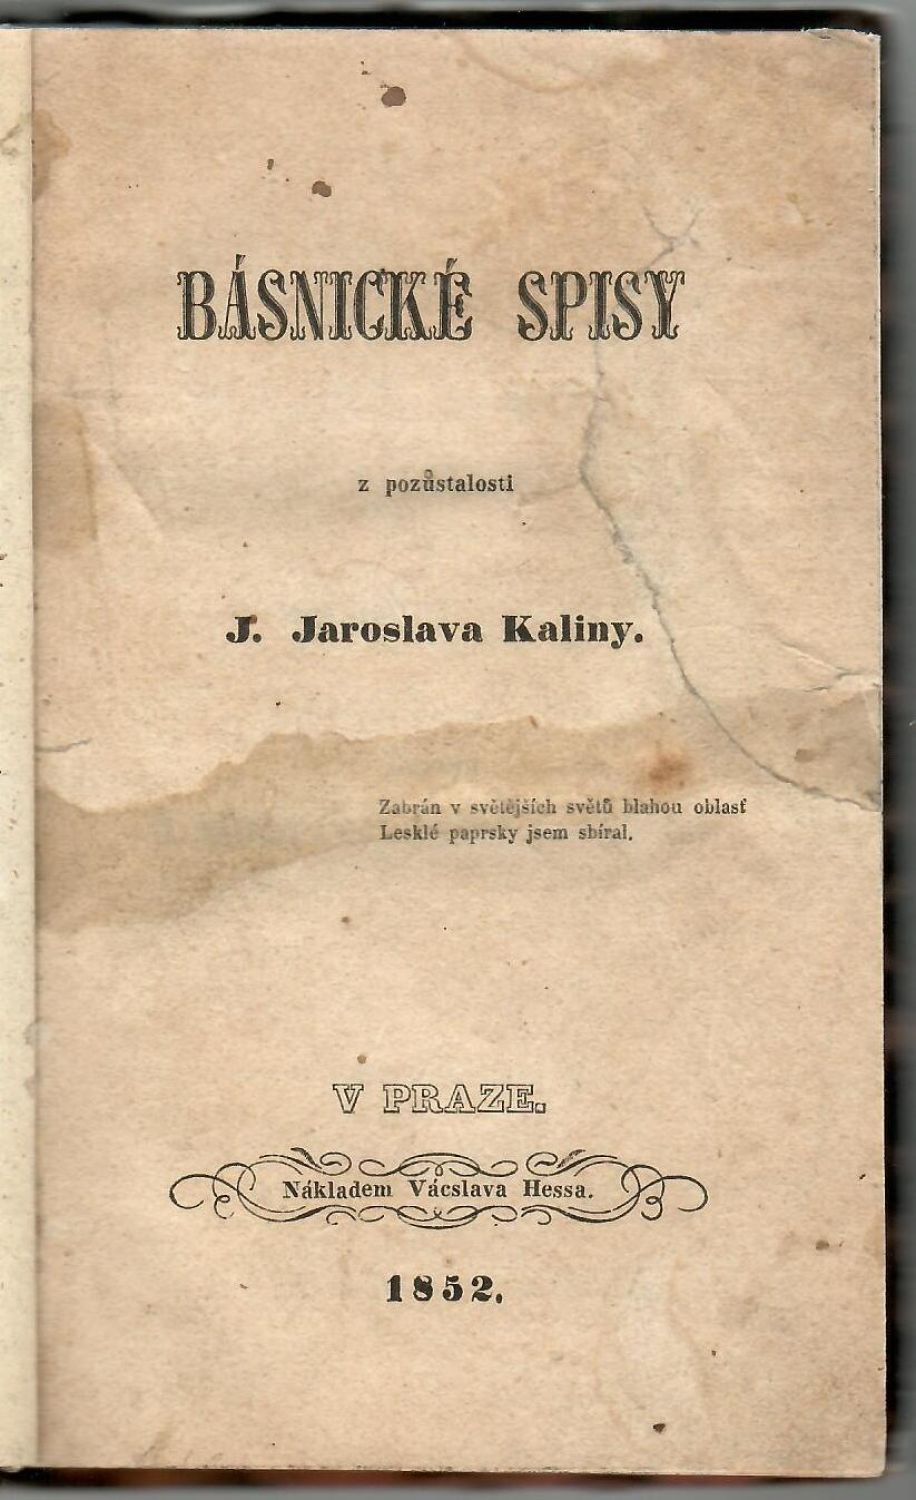 BÁSNICKÉ SPISY
z pozůstalosti
J. Jaroslava Kaliny.
Zabrán v světějších světů blahou oblasť
Lesklé paprsky jsem sbíral.
V PRAZE.
Nákladem Vácslava Hessa.
1852.